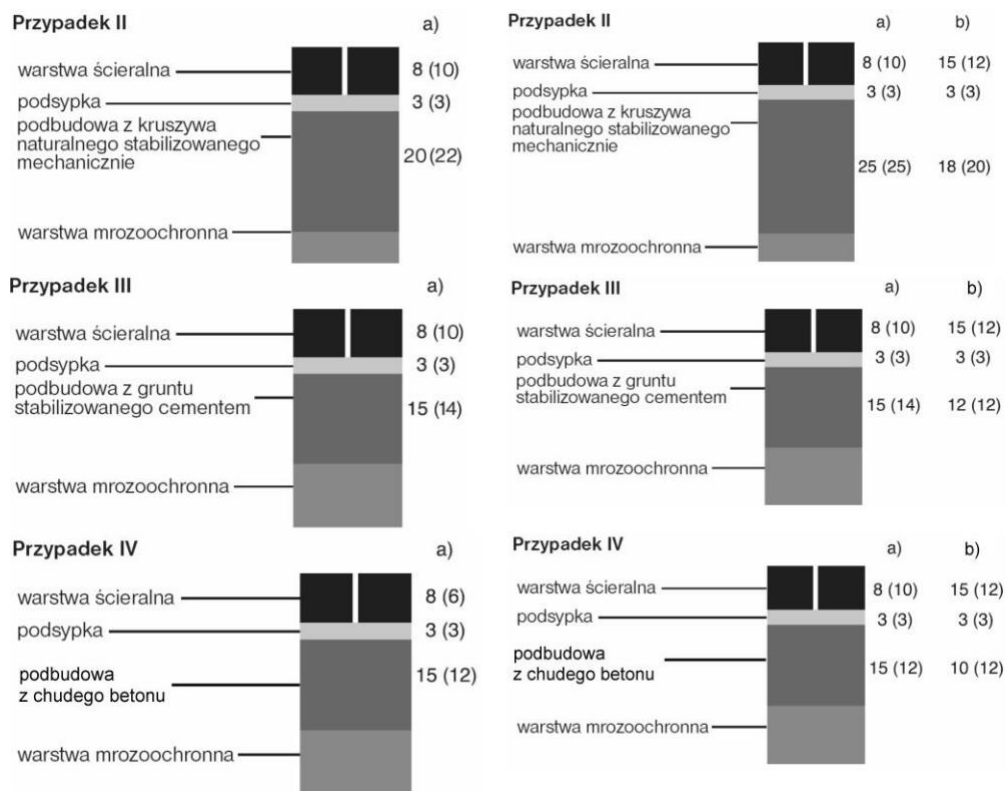 Przypadek II a)
warstwa ścieralna 8 (10)
podsypka 3 (3)
podbudowa z kruszywa
naturalnego stabilizowanego
mechanicznie
20 (22)
warstwa mrozoochronna
Przypadek III a)
warstwa ścieralna 8 (10)
podsypka 3 (3)
podbudowa z gruntu
stabilizowanego cementem
15 (14)
warstwa mrozoochronna
Przypadek IV a)
warstwa ścieralna 8 (6)
podsypka 3 (3)
podbudowa 15 (12)
z chudego betonu
warstwa mrozoochronna
Przypadek II a) b)
warstwa ścieralna 8 (10) 15 (12)
podsypka 3 (3) 3 (3)
podbudowa z kruszywa
naturalnego stabilizowanego
mechanicznie
25 (25) 18 (20)
warstwa mrozoochronna
Przypadek III a) b)
warstwa ścieralna 8 (10) 15 (12)
podsypka 3 (3) 3 (3)
podbudowa z gruntu
stabilizowanego cementem
15 (14) 12 (12)
warstwa mrozoochronna
Przypadek IV a) b)
warstwa ścieralna 8 (10) 15 (12)
podsypka 3 (3) 3 (3)
podbudowa
z chudego betonu 15 (12) 10 (12)
warstwa mrozoochronna